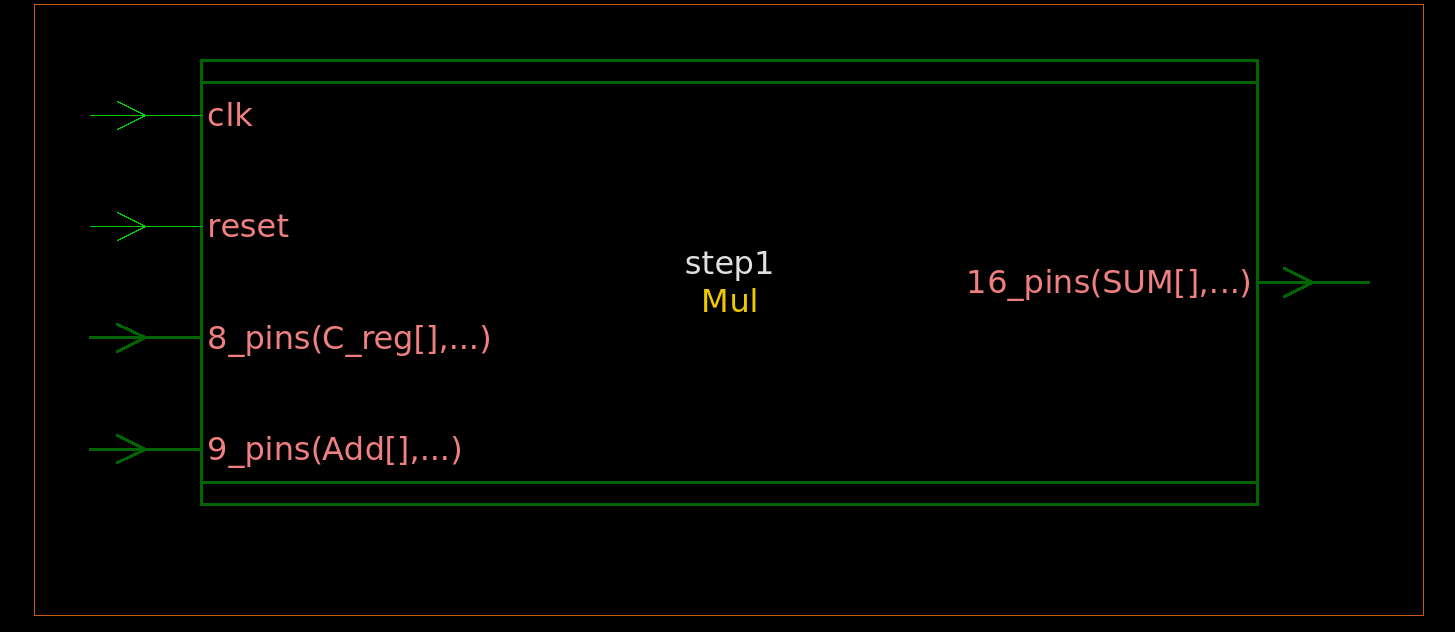 clk
reset
step1
Mul
16_pins(SUM[],...)
8_pins(C_reg[],...)
9_pins(Add[],...)